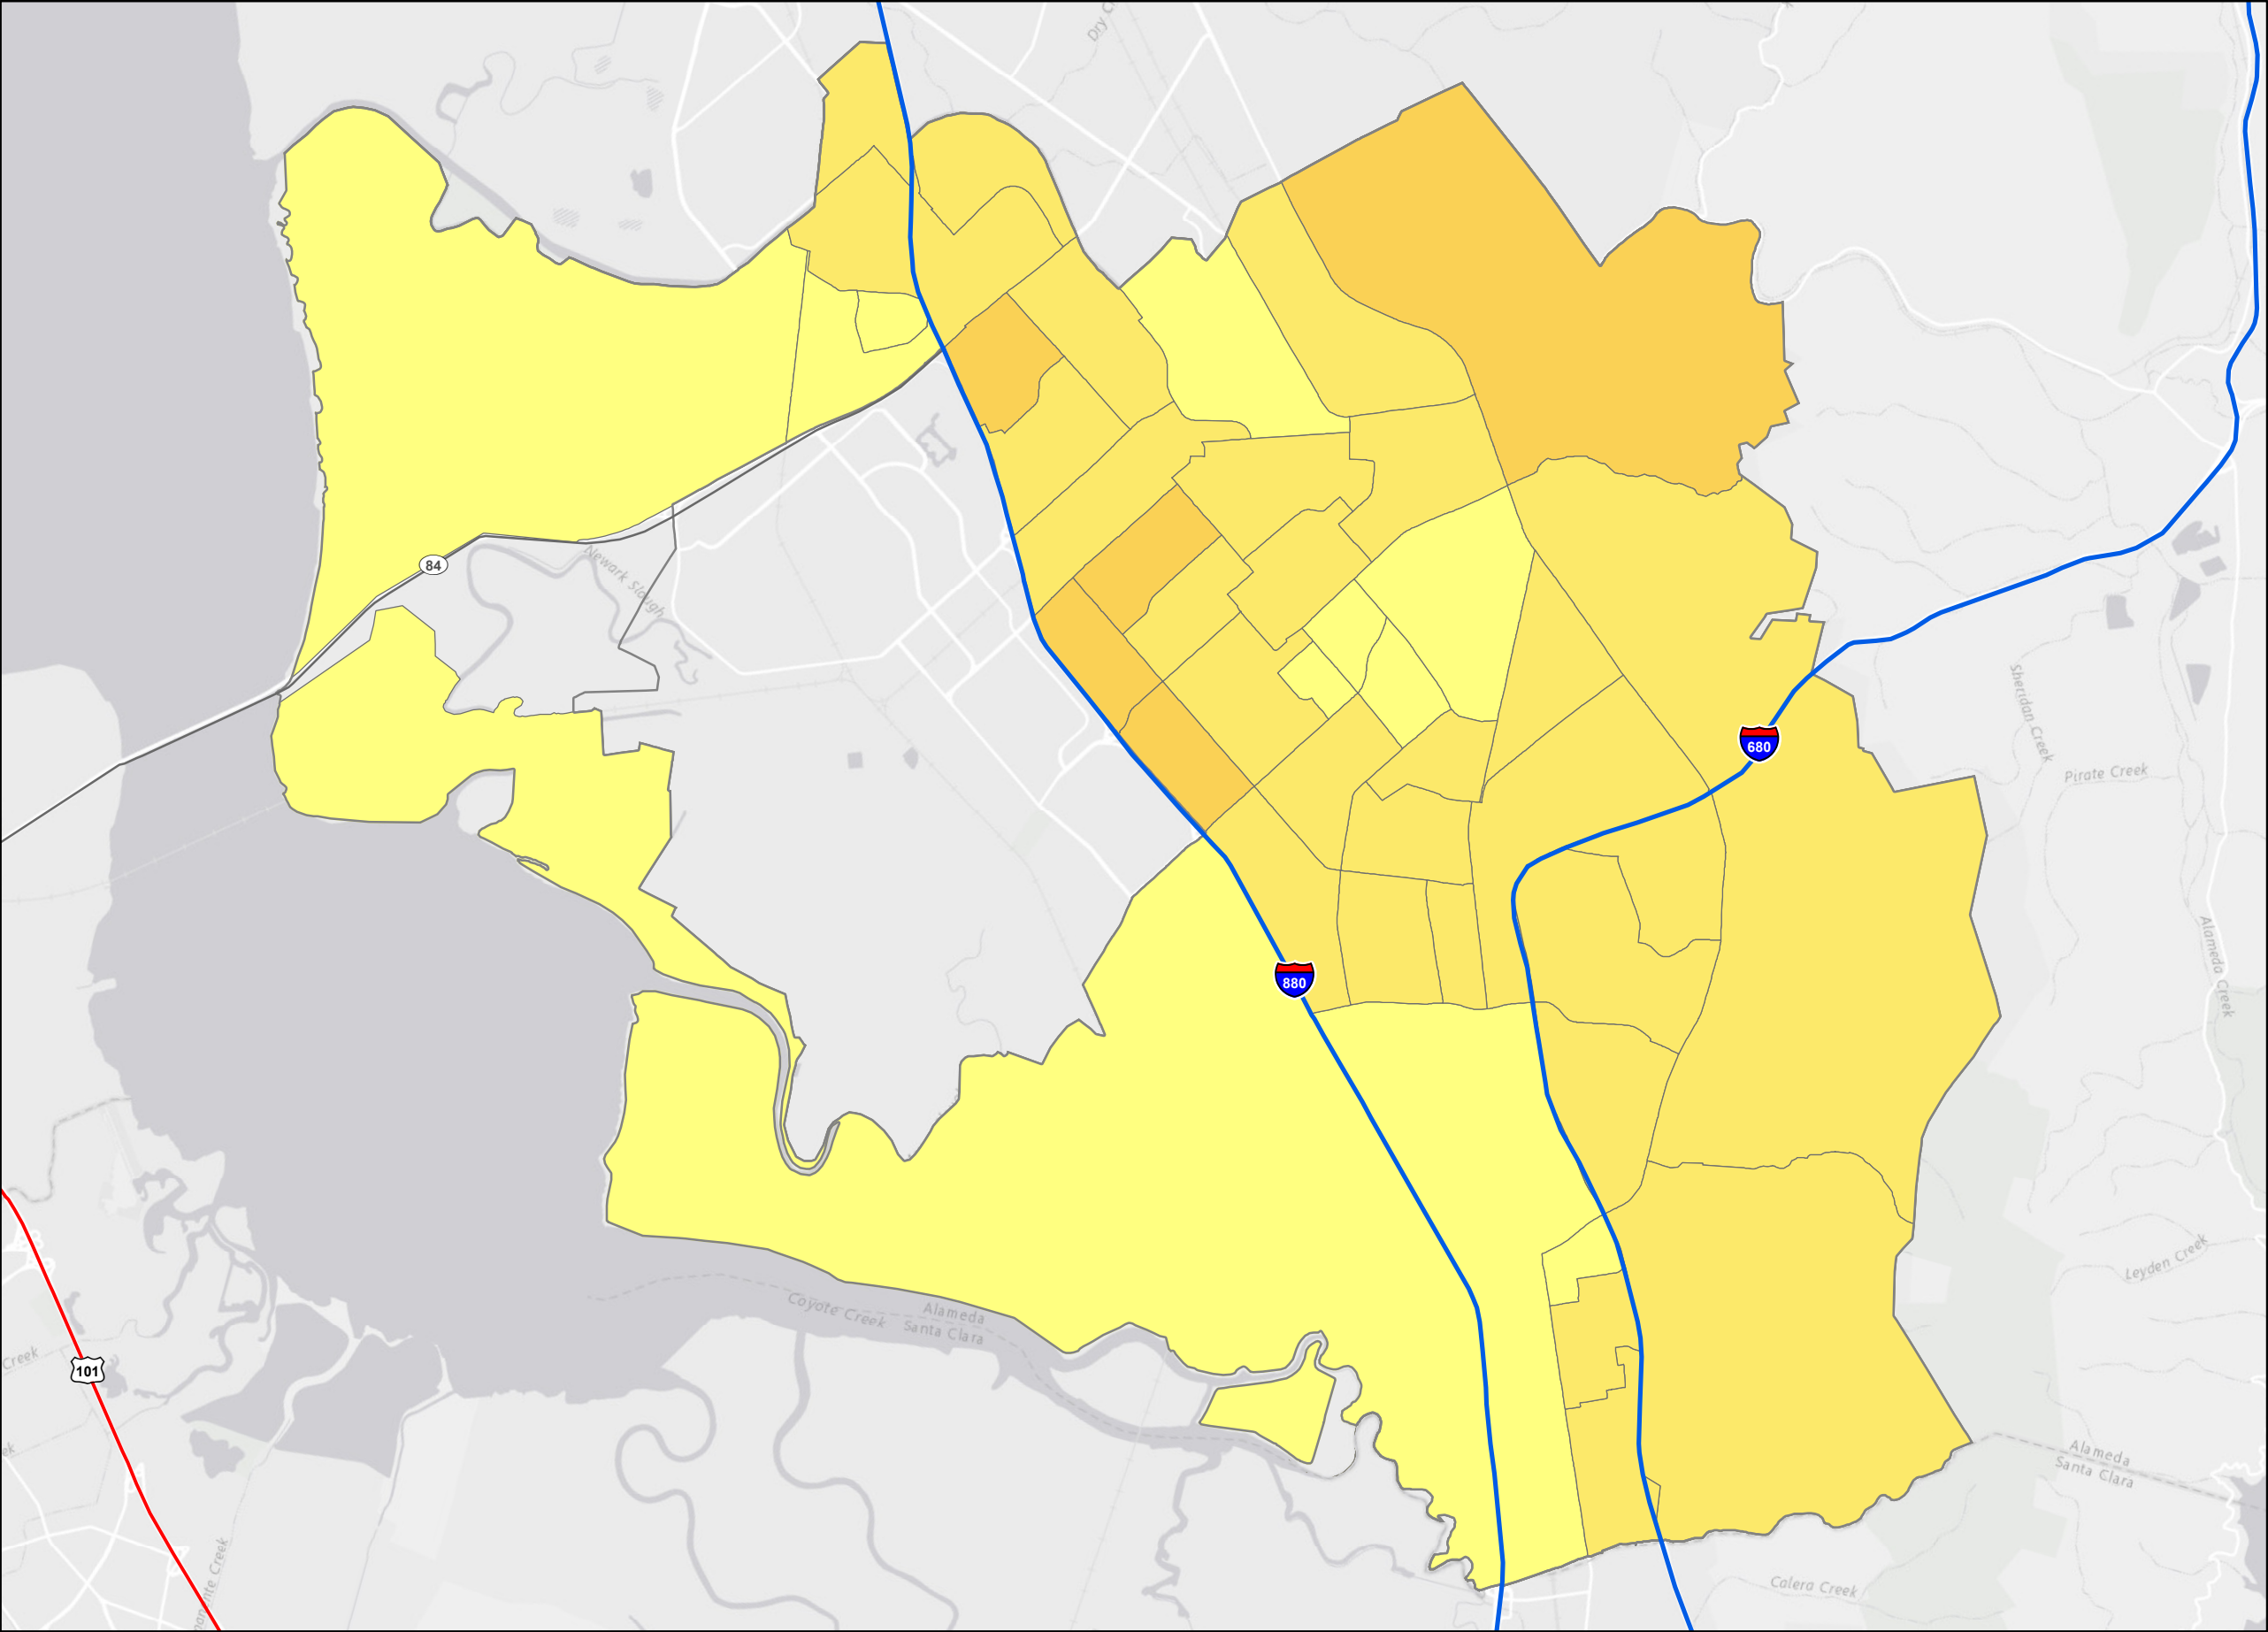 Dry C
84
Newark Slough
680
Sheridan Creek
Pirate Creek
Alameda Creek
880
Leyden Creek
Coyote Creek
Alameda
Santa Clara
Creek
101
Alameda
Santa Clara
Calera Creek